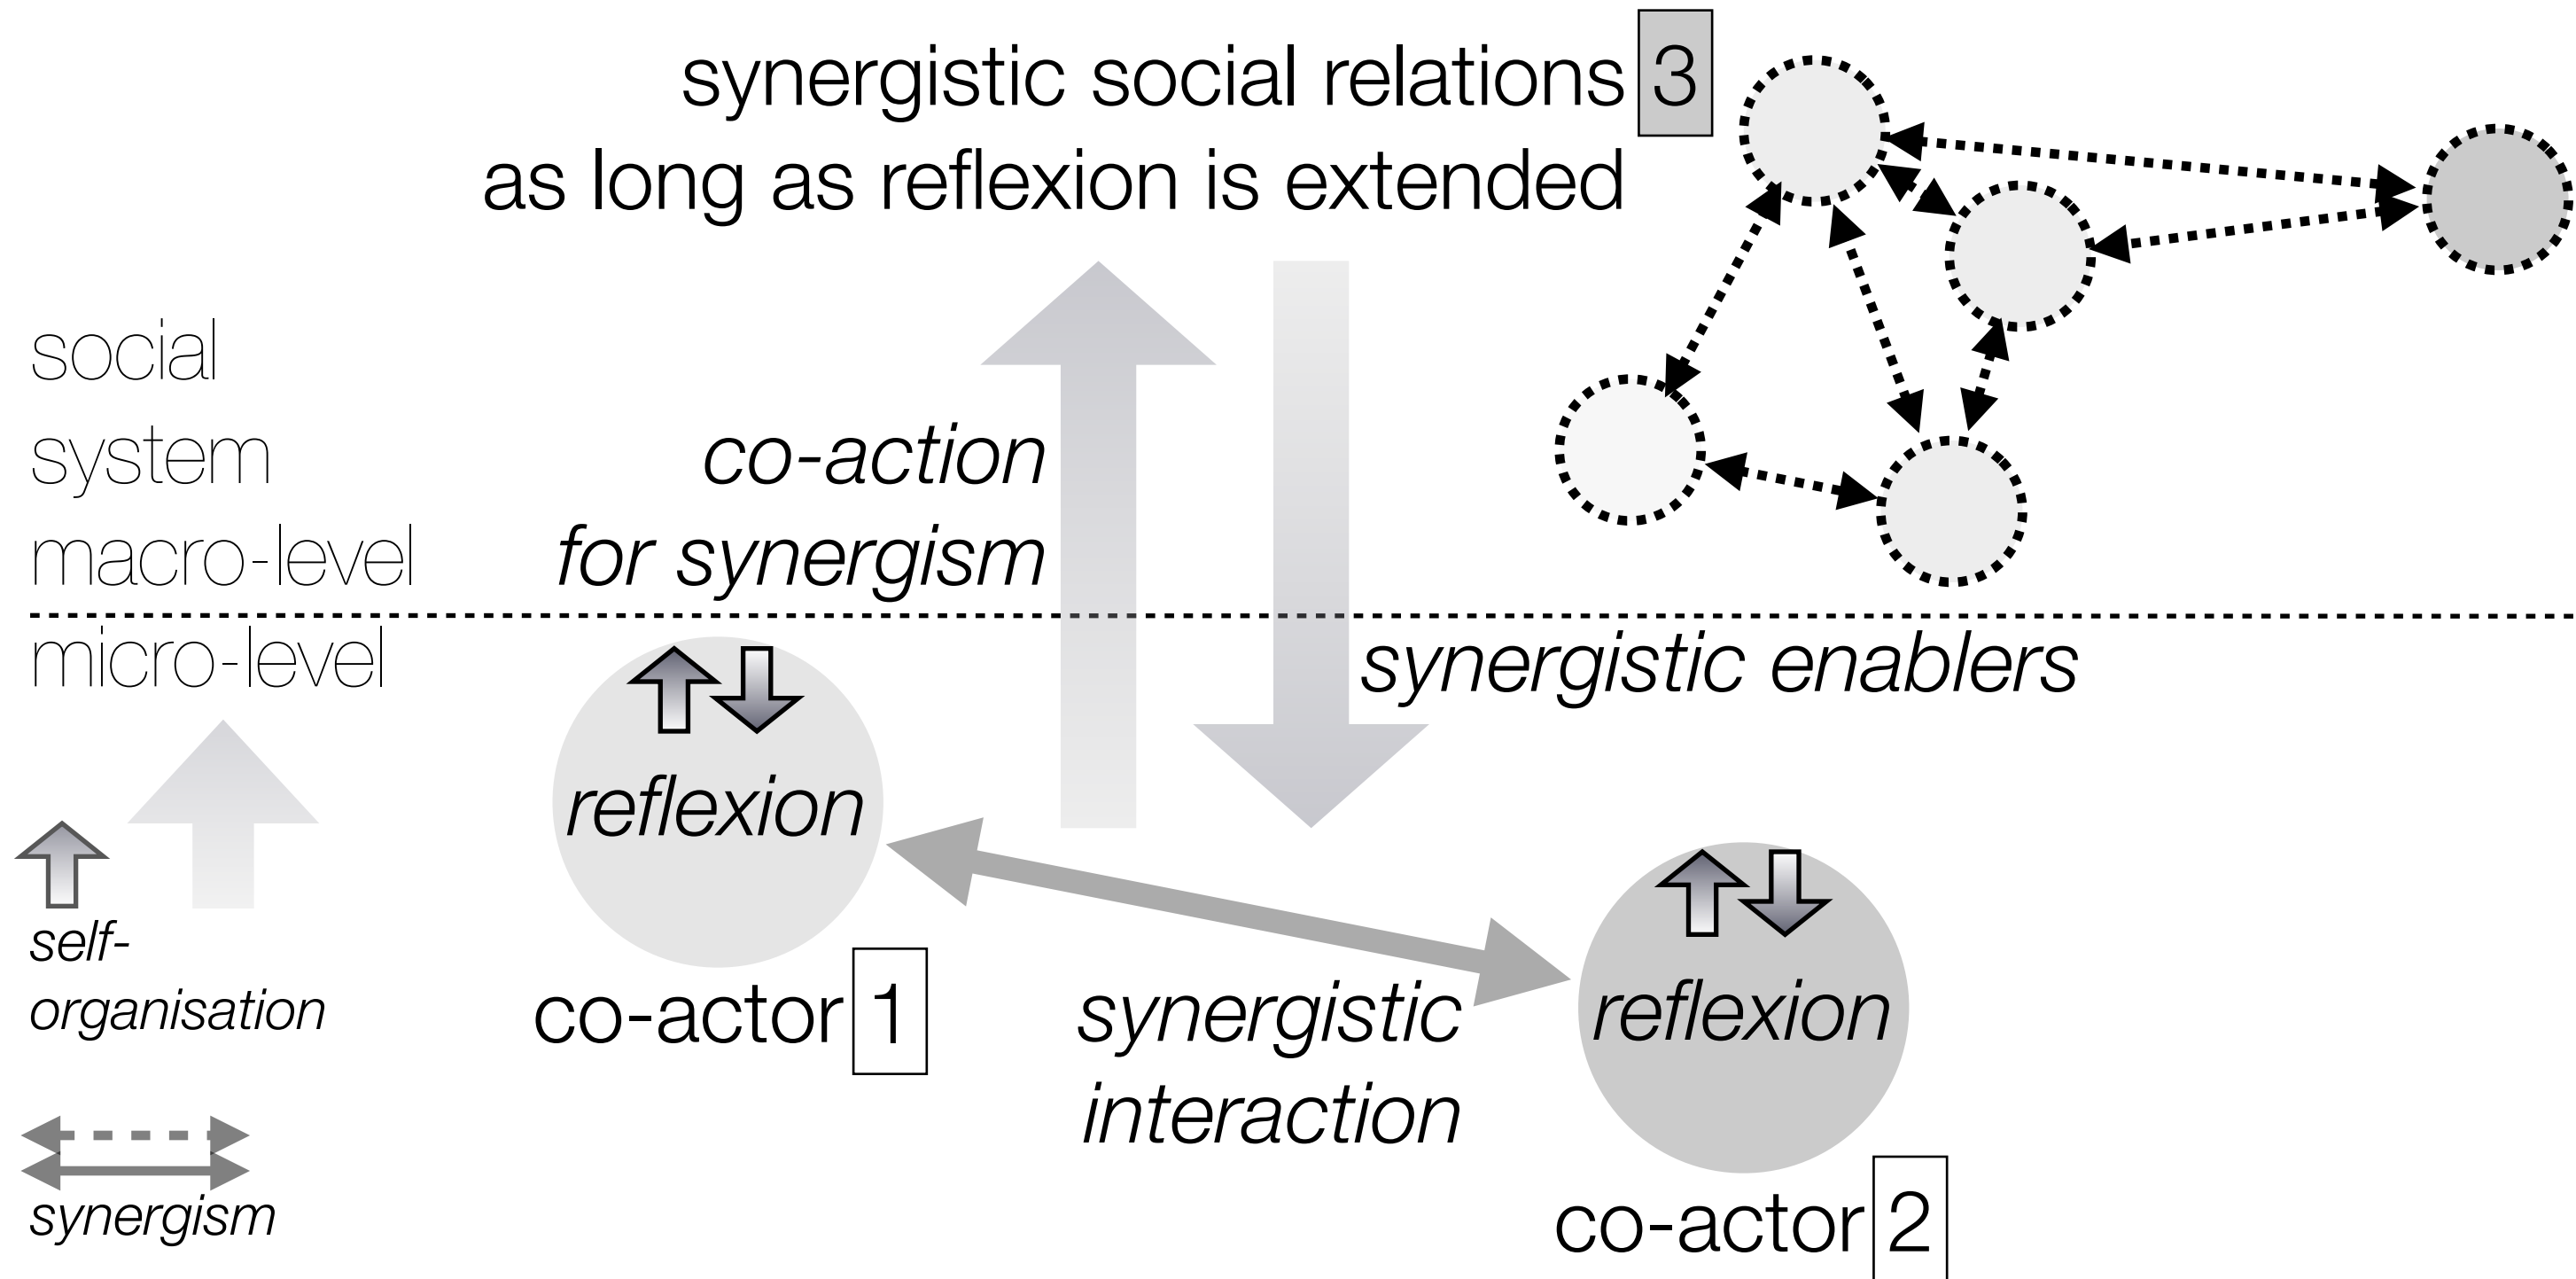 synergistic social relations 3
as long as reflexion is extended
social
system
macro-level
co-action
for synergism
micro-level
synergistic enablers
reflexion
co-actor 1
reflexion
co-actor 2
synergistic
interaction
self-
organisation
synergism